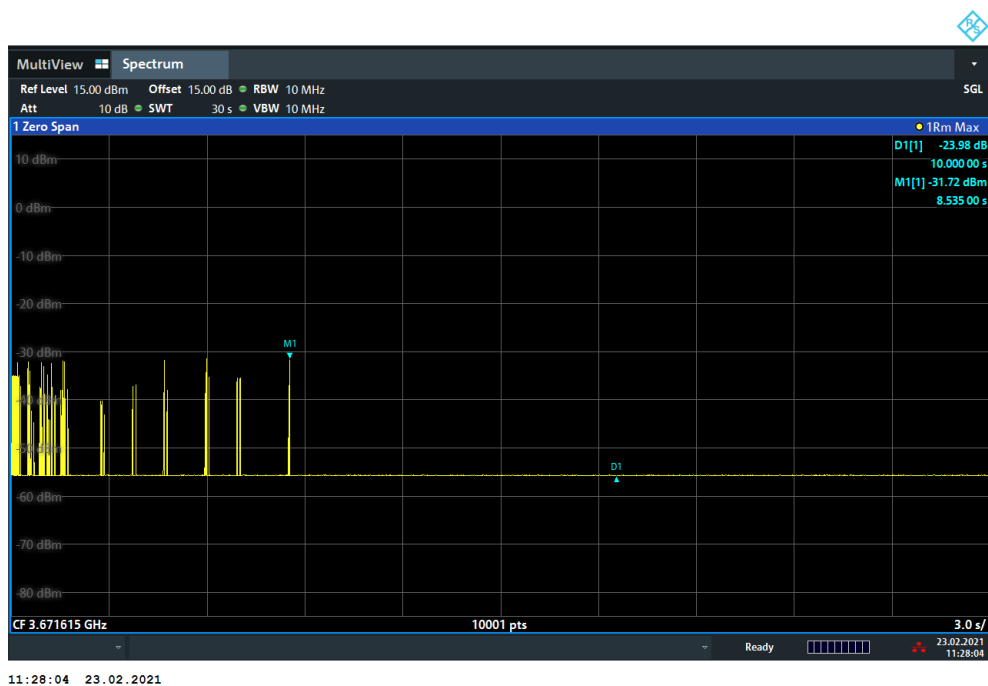 R S
MultiView Spectrum
Ref Level 15.00 dBm Offset 15.00 dB RBW 10 MHz SGL
Att 10 dB SWT 30 s VBW 10 MHz
1 Zero Span 1Rm Max
D1[1] -23.98 dB
10.000 00 s
M1[1] -31.72 dBm
8.535 00 s
10 dBm
0 dBm
-10 dBm
-20 dBm
M1
-30 dBm
-40 dBm
-50 dBm
D1
-60 dBm
-70 dBm
-80 dBm
CF 3.671615 GHz 10001 pts 3.0 s/
Ready 23.02.2021
11:28:04
11:28:04 23.02.2021